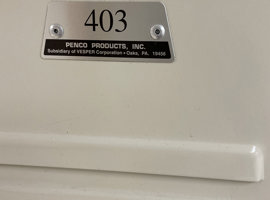 403
PENCO PRODUCTS, INC.
Subsidiary of VESPER Corporation • Oaks, PA. 19456